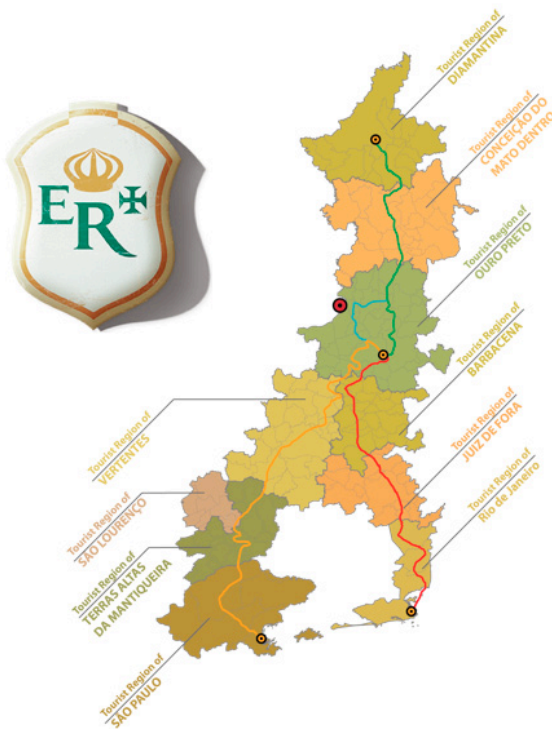 Tourist Region of
DIAMANTINA
Tourist Region of
CONCEIÇÃO DO
MATO DENTRO
ER
Tourist Region of
OURO PRETO
Tourist Region of
BARBACENA
Tourist Region of
VERTENTES
Tourist Region of
JUIZ DE FORA
Tourist Region of
Rio de Janeiro
Tourist Region of
SÃO LOURENÇO
Tourist Region of
TERRAS ALTAS
DA MANTIQUEIRA
Tourist Region of
SÃO PAULO